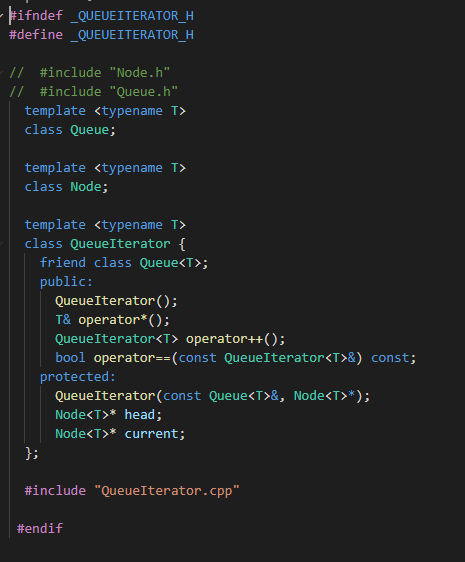 #ifndef _QUEUEITERATOR_H
#define _QUEUEITERATOR_H
//  #include "Node.h"
//  #include "Queue.h"
template <typename T>
class Queue;
template <typename T>
class Node;
template <typename T>
class QueueIterator {
friend class Queue<T>;
public:
QueueIterator();
T& operator*();
QueueIterator<T> operator++();
bool operator==(const QueueIterator<T>&) const;
protected:
QueueIterator(const Queue<T>&, Node<T>*);
Node<T>* head;
Node<T>* current;
};
#include "QueueIterator.cpp"
#endif